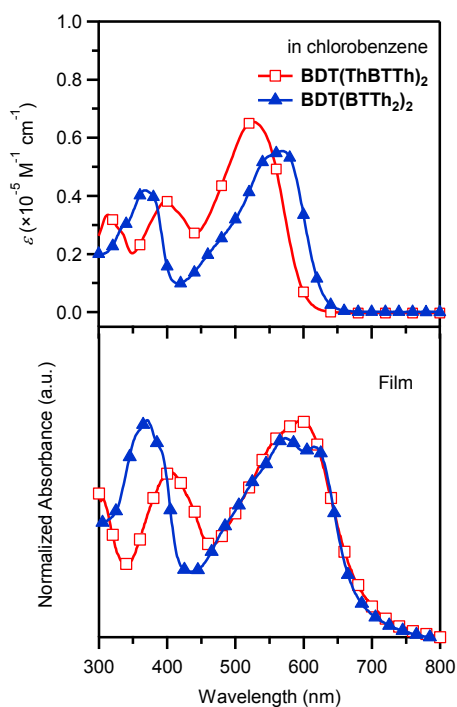 in chlorobenzene
BDT(ThBTTh)₂
BDT(BTTh₂)₂
ε (×10⁻⁵ M⁻¹ cm⁻¹)
1.0
0.8
0.6
0.4
0.2
0.0
Film
Normalized Absorbance (a.u.)
300 400 500 600 700 800
Wavelength (nm)